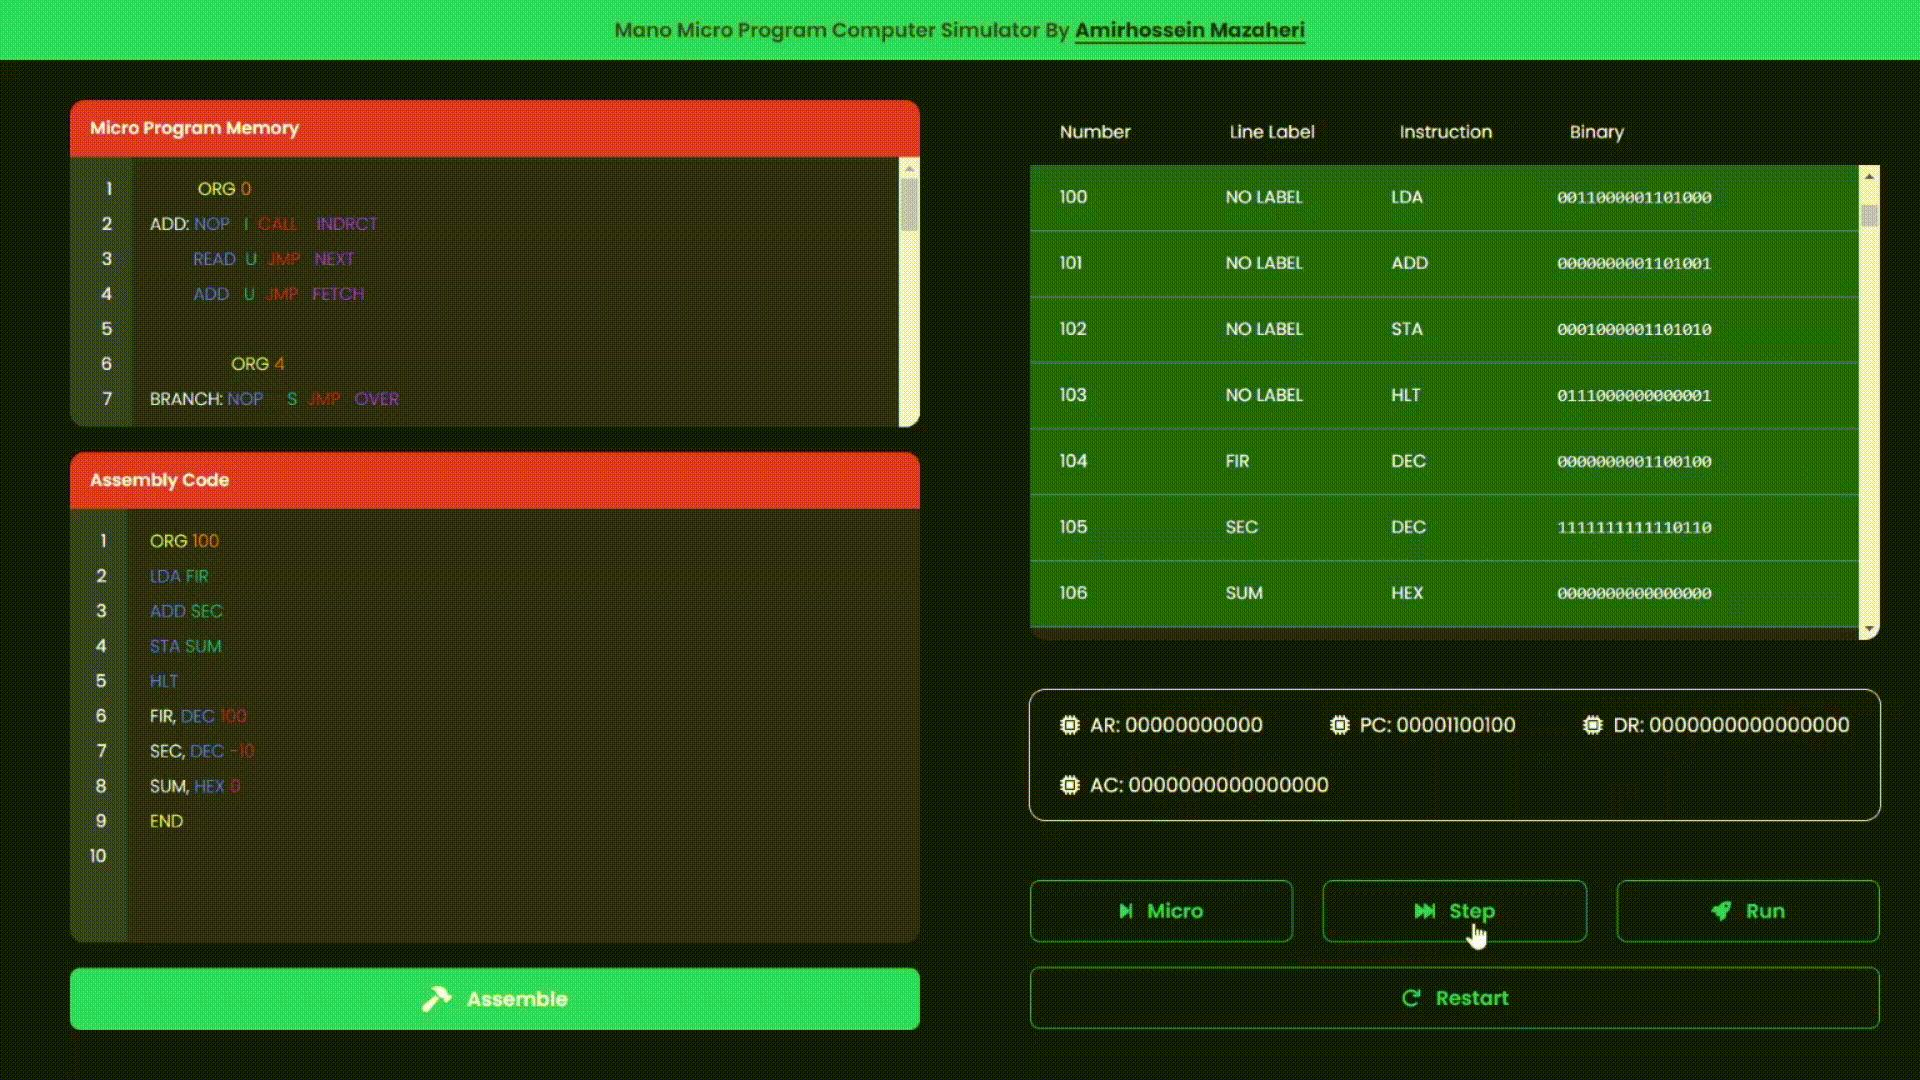 Mano Micro Program Computer Simulator By Amirhossein Mazaheri
Micro Program Memory
1 ORG 0
2 ADD: NOP I CALL INDRCT
3 READ U JMP NEXT
4 ADD U JMP FETCH
5
6 ORG 4
7 BRANCH: NOP S JMP OVER
Assembly Code
1 ORG 100
2 LDA FIR
3 ADD SEC
4 STA SUM
5 HLT
6 FIR, DEC 100
7 SEC, DEC -10
8 SUM, HEX 0
9 END
10
Assemble
Number Line Label Instruction Binary
100 NO LABEL LDA 0011000001101000
101 NO LABEL ADD 0000000001101001
102 NO LABEL STA 0001000001101010
103 NO LABEL HLT 0111000000000001
104 FIR DEC 0000000001100100
105 SEC DEC 1111111111110110
106 SUM HEX 0000000000000000
AR: 00000000000 PC: 00001100100 DR: 0000000000000000
AC: 0000000000000000
Micro Step Run
Restart